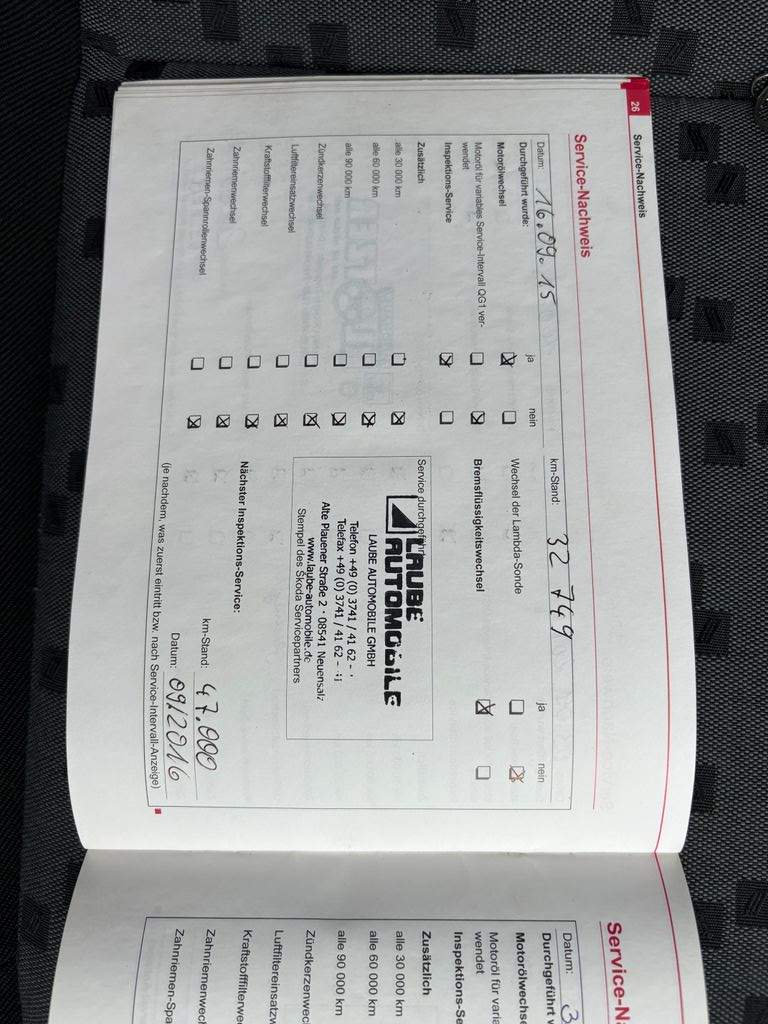 26
Service-Nachweis
Service-Nachweis
Datum: 16.09.15
km-Stand: 32 749
Durchgeführt wurde:
ja
nein
Motorölwechsel
Motoröl für variables Service-Intervall QG1 ver-
wendet
Inspektions-Service
Zusätzlich
alle 30 000 km
alle 60 000 km
alle 90 000 km
Zündkerzenwechsel
Luftfiltereinsatzwechsel
Kraftstofffilterwechsel
Zahnriemenwechsel
Zahnriemen-Spannrollenwechsel
ja
nein
Wechsel der Lambda-Sonde
Bremsflüssigkeitswechsel
Service durchgeführt
LAUBE
AUTOMOBILE
LAUBE AUTOMOBILE GMBH
Telefon +49 (0) 3741 / 41 62 -
Telefax +49 (0) 3741 / 41 62 -
Alte Plauener Straße 2 · 08541 Neuensalz
www.laube-automobile.de
Stempel des Škoda Servicepartners
Nächster Inspektions-Service:
km-Stand: 47.000
Datum: 09/2016
(je nachdem, was zuerst eintritt bzw. nach Service-Intervall-Anzeige)
Service-N
Datum: 3
Durchgeführt w
Motorölwechse
Motoröl für varia
wendet
Inspektions-Se
Zusätzlich
alle 30 000 km
alle 60 000 km
alle 90 000 km
Zündkerzenwec
Luftfiltereinsatzw
Kraftstofffilterwe
Zahnriemenwech
Zahnriemen-Spa